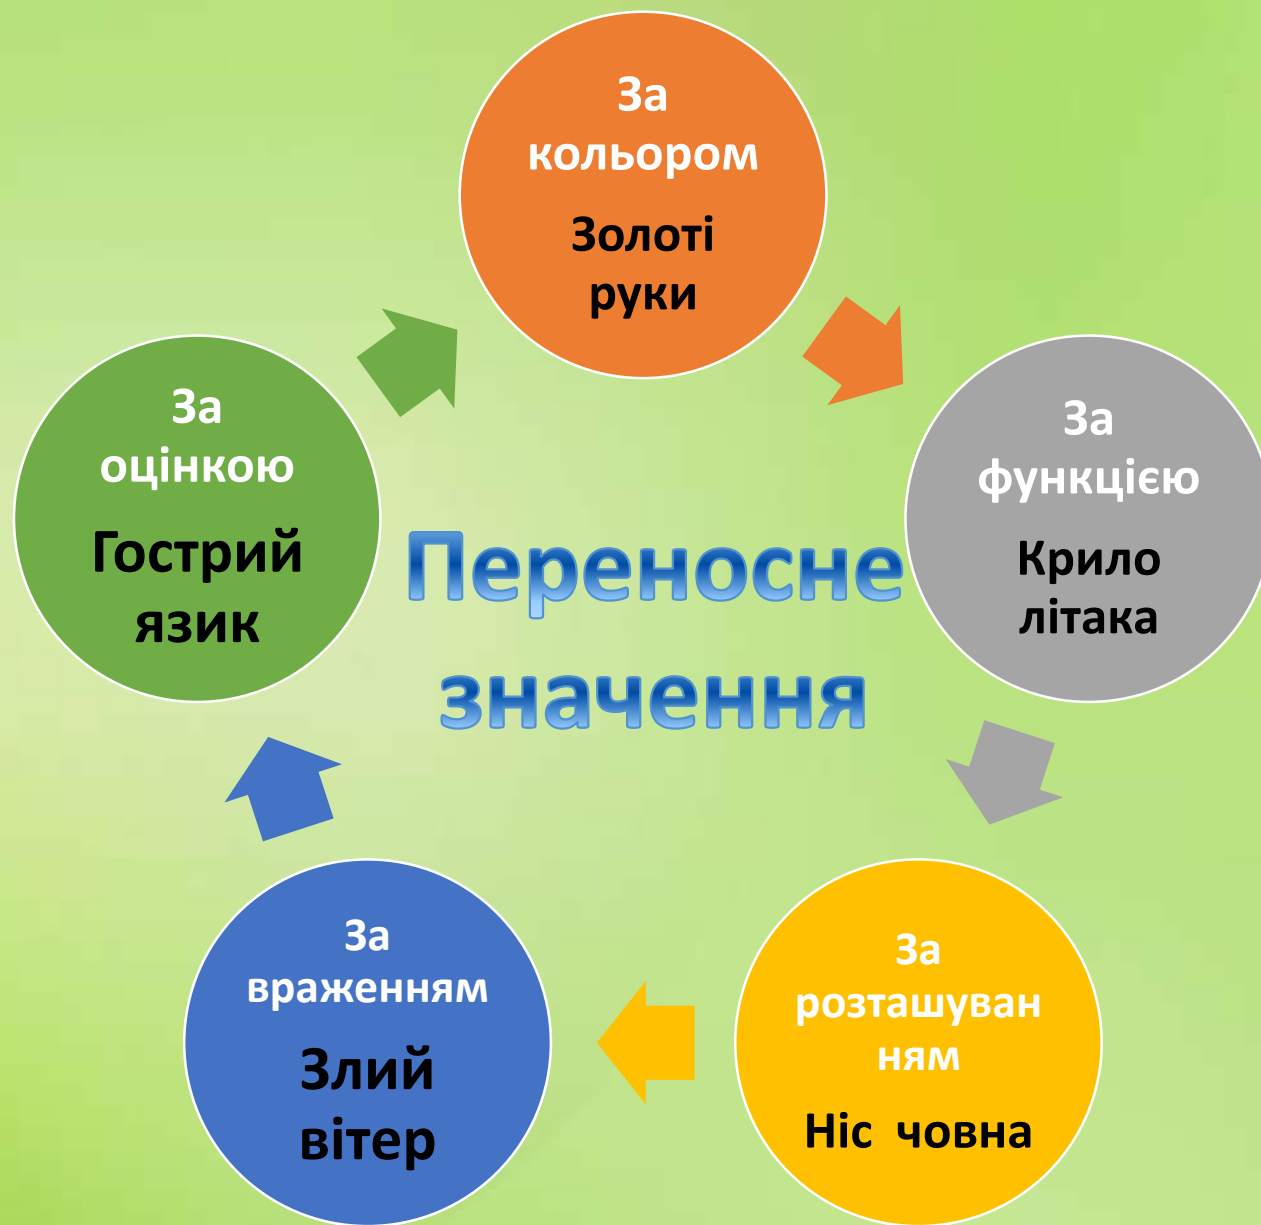 За
кольором
Золоті
руки
За
функцією
Крило
літака
За
розташуван
ням
Ніс човна
За
враженням
Злий
вітер
За
оцінкою
Гострий
язик
Переносне
значення